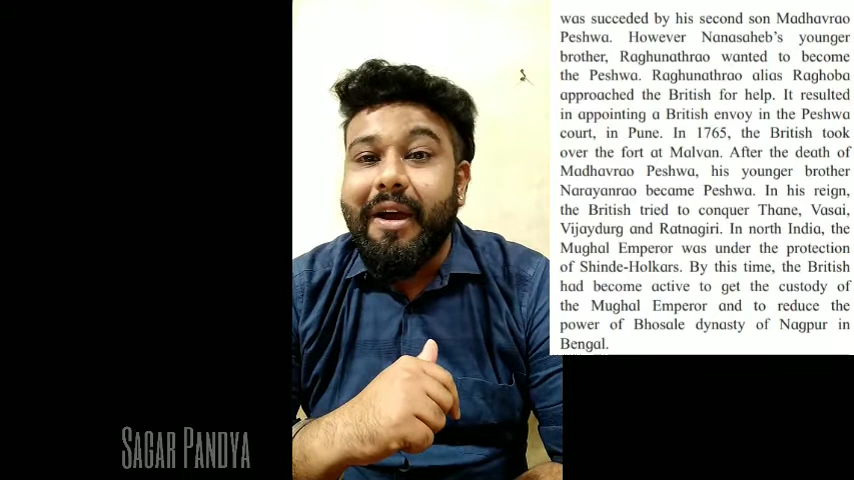 was succeded by his second son Madhavrao
Peshwa. However Nanasaheb's younger
brother, Raghunathrao wanted to become
the Peshwa. Raghunathrao alias Raghoba
approached the British for help. It resulted
in appointing a British envoy in the Peshwa
court, in Pune. In 1765, the British took
over the fort at Malvan. After the death of
Madhavrao Peshwa, his younger brother
Narayanrao became Peshwa. In his reign,
the British tried to conquer Thane, Vasai,
Vijaydurg and Ratnagiri. In north India, the
Mughal Emperor was under the protection
of Shinde-Holkars. By this time, the British
had become active to get the custody of
the Mughal Emperor and to reduce the
power of Bhosale dynasty of Nagpur in
Bengal.
SAGAR PANDYA